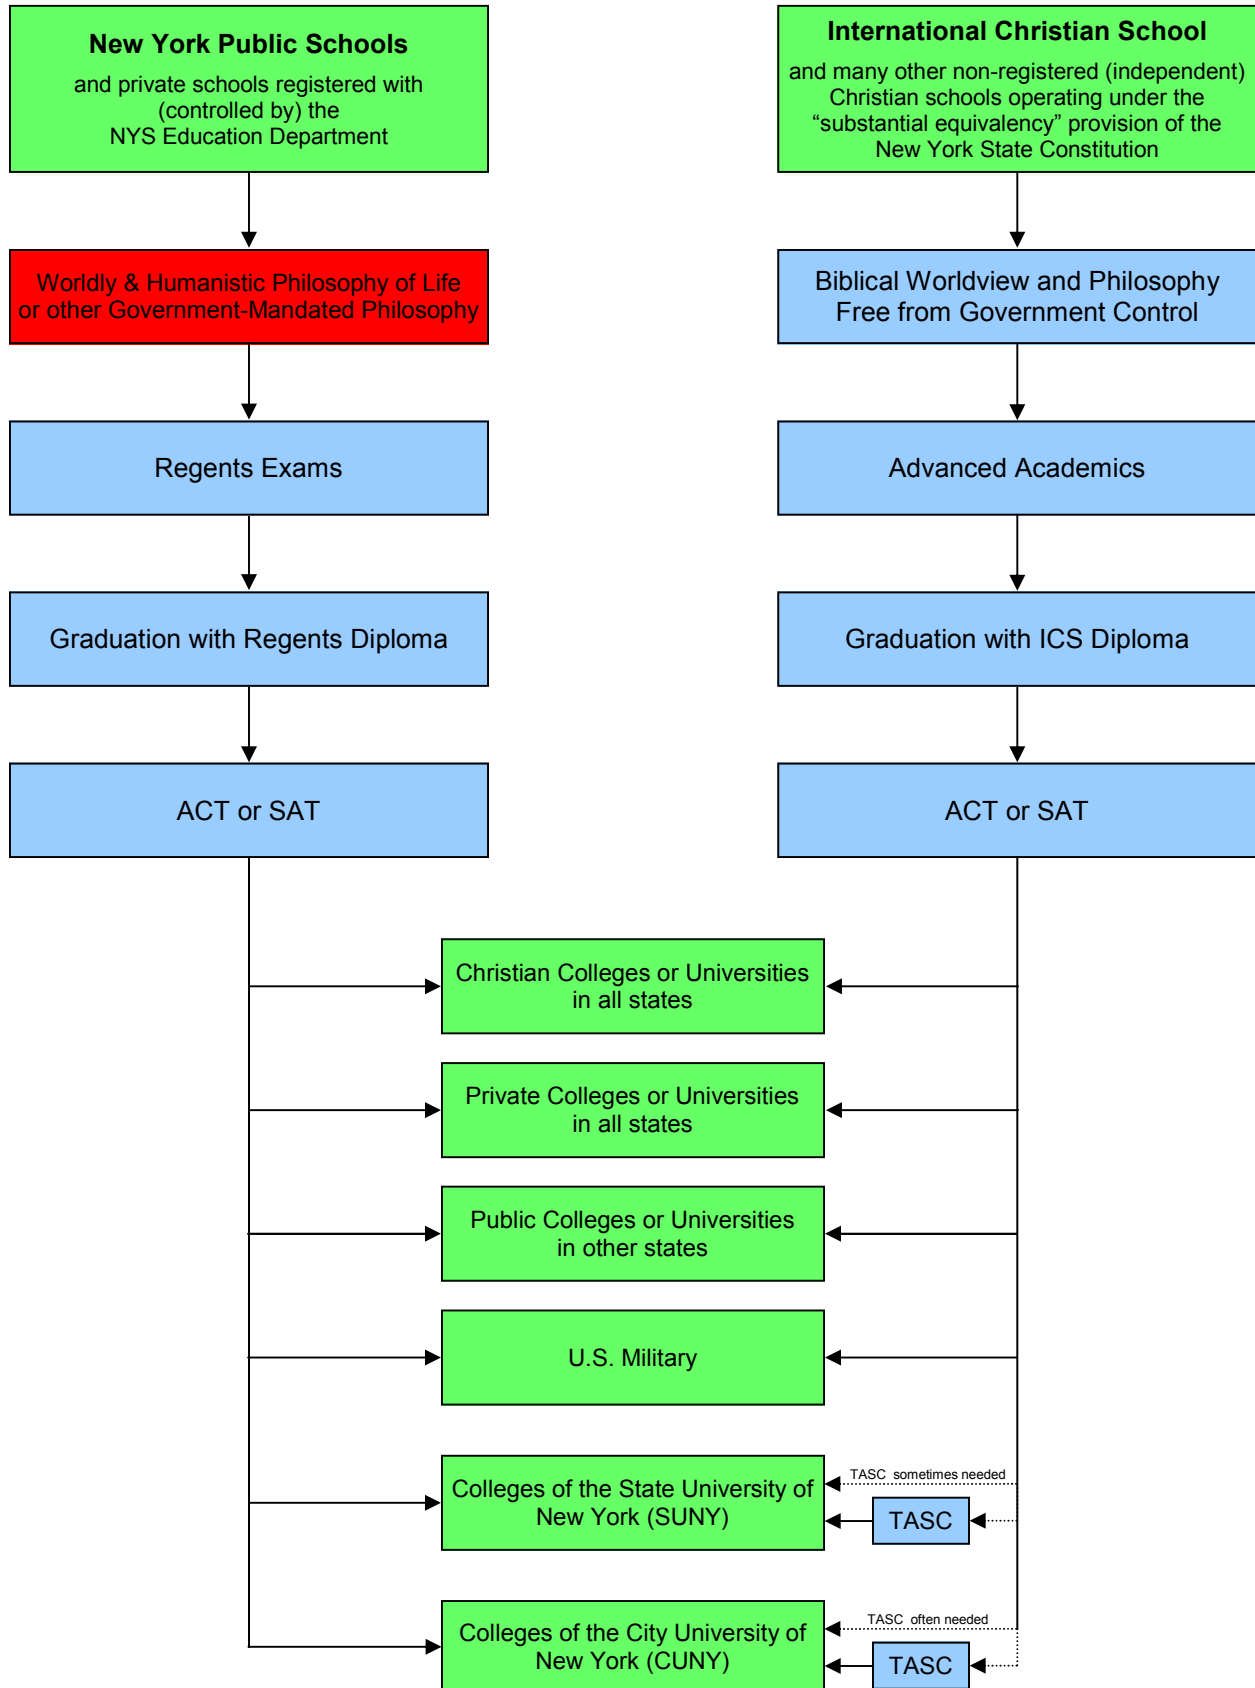 New York Public Schools
and private schools registered with
(controlled by) the
NYS Education Department
International Christian School
and many other non-registered (independent)
Christian schools operating under the
“substantial equivalency” provision of the
New York State Constitution
Worldly & Humanistic Philosophy of Life
or other Government-Mandated Philosophy
Biblical Worldview and Philosophy
Free from Government Control
Regents Exams
Advanced Academics
Graduation with Regents Diploma
Graduation with ICS Diploma
ACT or SAT
ACT or SAT
Christian Colleges or Universities
in all states
Private Colleges or Universities
in all states
Public Colleges or Universities
in other states
U.S. Military
Colleges of the State University of
New York (SUNY)
TASC sometimes needed
TASC
Colleges of the City University of
New York (CUNY)
TASC often needed
TASC